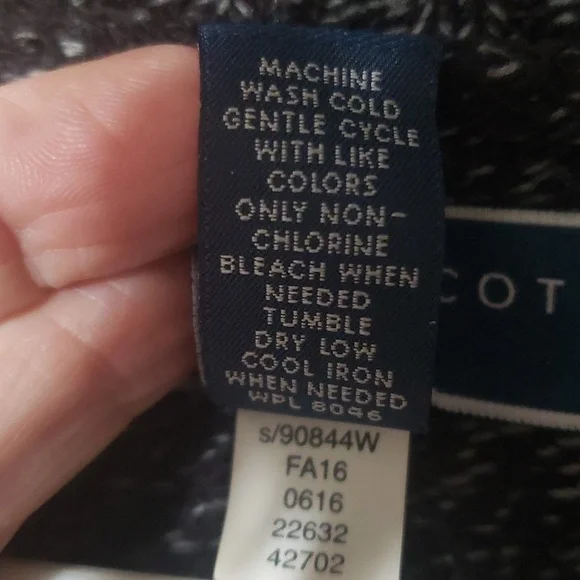 MACHINE
WASH COLD
GENTLE CYCLE
WITH LIKE
COLORS
ONLY NON-
CHLORINE
BLEACH WHEN
NEEDED
TUMBLE
DRY LOW
COOL IRON
WHEN NEEDED
WPL 8046
s/90844W
FA16
0616
22632
42702
COT